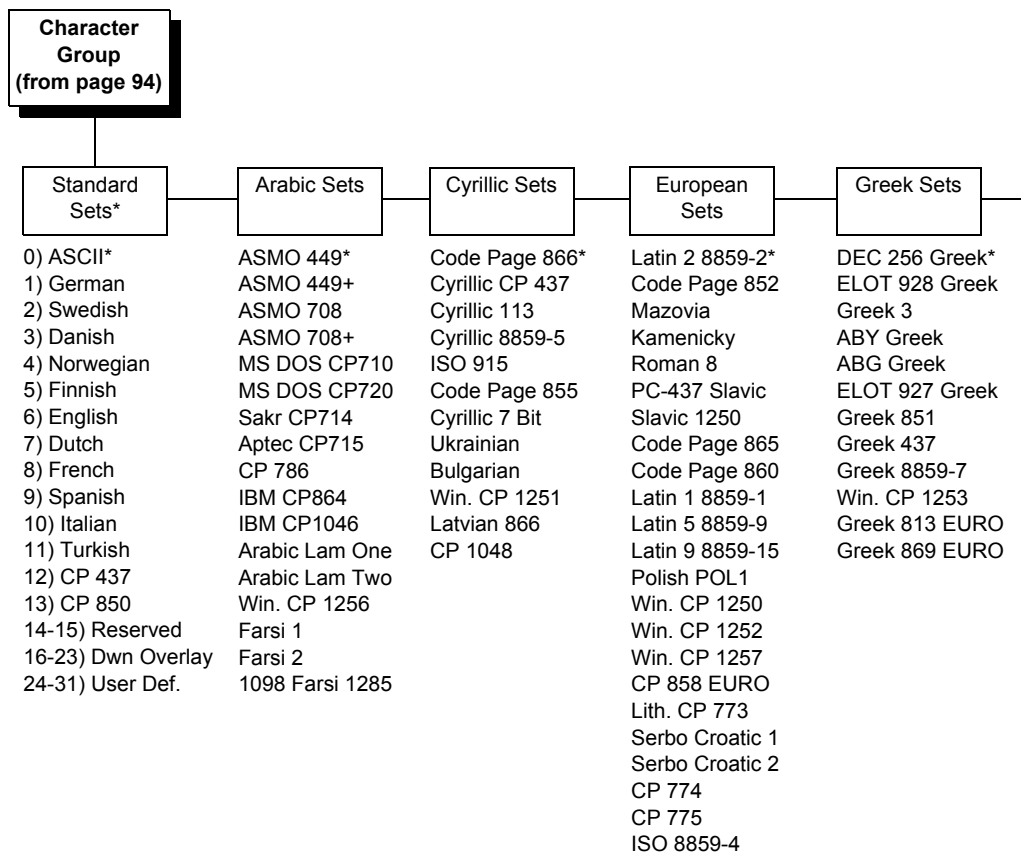 Character
Group
(from page 94)
Standard
Sets*
Arabic Sets
Cyrillic Sets
European
Sets
Greek Sets
0) ASCII*
1) German
2) Swedish
3) Danish
4) Norwegian
5) Finnish
6) English
7) Dutch
8) French
9) Spanish
10) Italian
11) Turkish
12) CP 437
13) CP 850
14-15) Reserved
16-23) Dwn Overlay
24-31) User Def.
ASMO 449*
ASMO 449+
ASMO 708
ASMO 708+
MS DOS CP710
MS DOS CP720
Sakr CP714
Aptec CP715
CP 786
IBM CP864
IBM CP1046
Arabic Lam One
Arabic Lam Two
Win. CP 1256
Farsi 1
Farsi 2
1098 Farsi 1285
Code Page 866*
Cyrillic CP 437
Cyrillic 113
Cyrillic 8859-5
ISO 915
Code Page 855
Cyrillic 7 Bit
Ukrainian
Bulgarian
Win. CP 1251
Latvian 866
CP 1048
Latin 2 8859-2*
Code Page 852
Mazovia
Kamenicky
Roman 8
PC-437 Slavic
Slavic 1250
Code Page 865
Code Page 860
Latin 1 8859-1
Latin 5 8859-9
Latin 9 8859-15
Polish POL1
Win. CP 1250
Win. CP 1252
Win. CP 1257
CP 858 EURO
Lith. CP 773
Serbo Croatic 1
Serbo Croatic 2
CP 774
CP 775
ISO 8859-4
DEC 256 Greek*
ELOT 928 Greek
Greek 3
ABY Greek
ABG Greek
ELOT 927 Greek
Greek 851
Greek 437
Greek 8859-7
Win. CP 1253
Greek 813 EURO
Greek 869 EURO